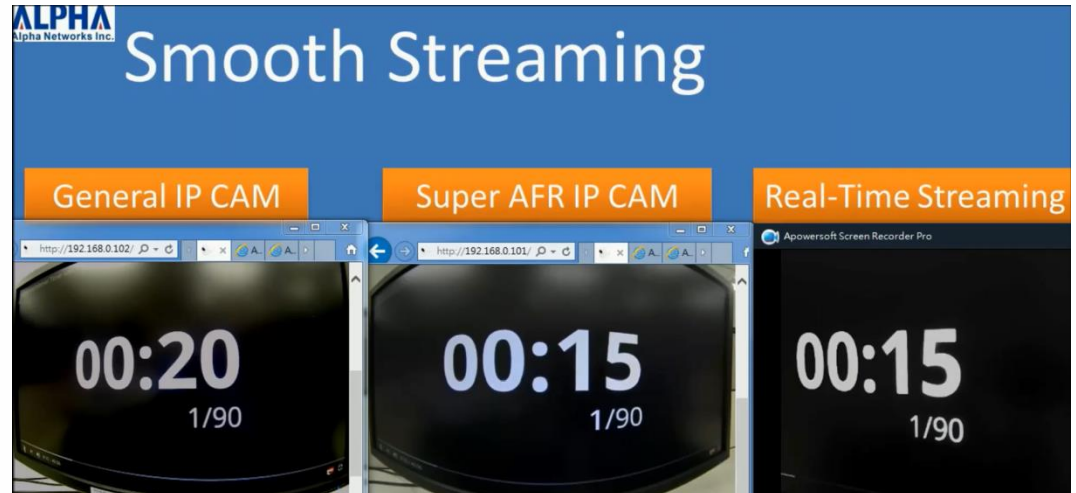 ALPHA
Alpha Networks Inc.
Smooth Streaming
General IP CAM
Super AFR IP CAM
Real-Time Streaming
http://192.168.0.102/
A..
A..
http://192.168.0.101/
A..
A..
Apowersoft Screen Recorder Pro
00:20
1/90
00:15
1/90
00:15
1/90